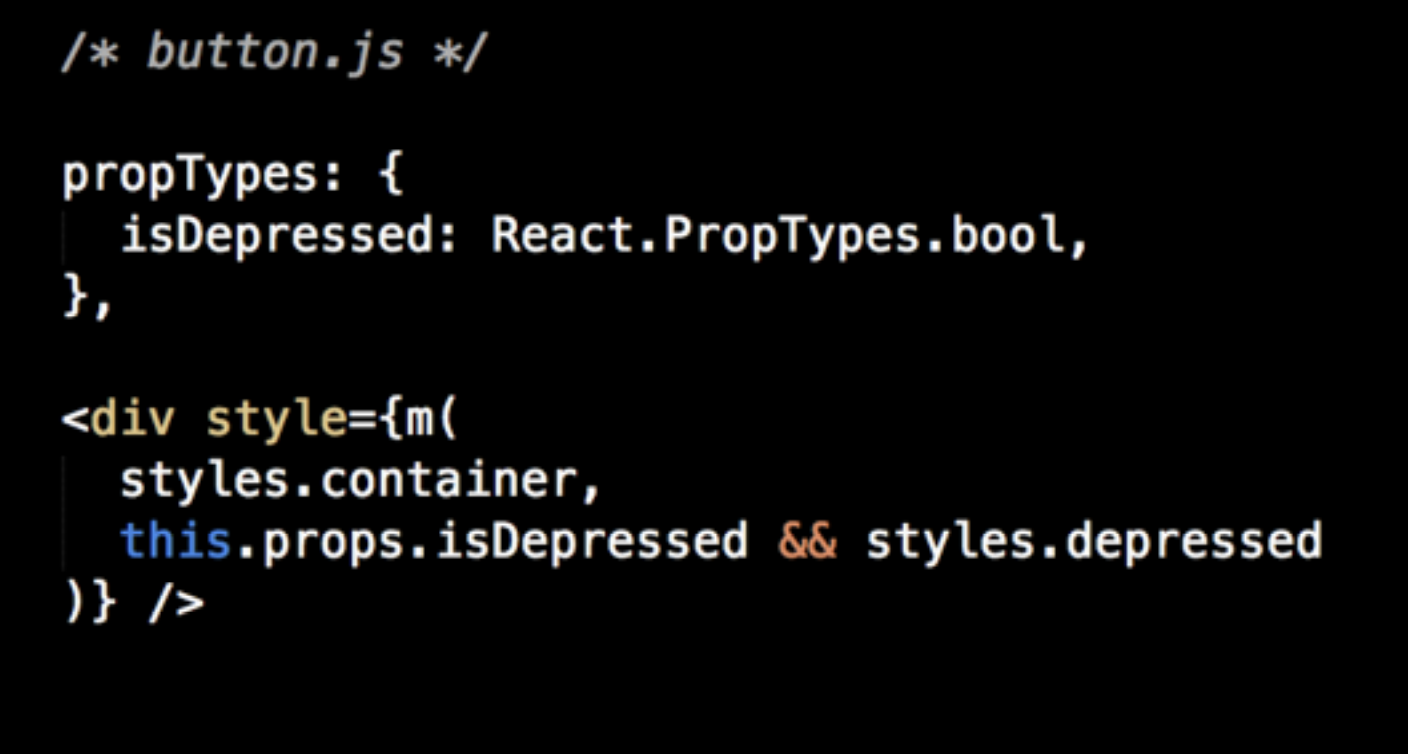 /* button.js */
propTypes: {
  isDepressed: React.PropTypes.bool,
},
<div style={m(
  styles.container,
  this.props.isDepressed && styles.depressed
)} />